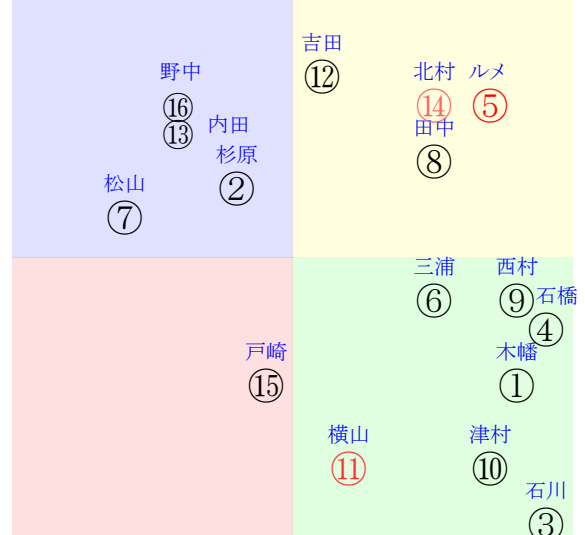 吉田
⑫
野中
⑯
北村
⑭
ルメ
⑤
内田
⑬
田中
⑧
杉原
②
松山
⑦
三浦
⑥
西村
⑨
石橋
④
戸崎
⑮
木幡
①
横山
⑪
津村
⑩
石川
③